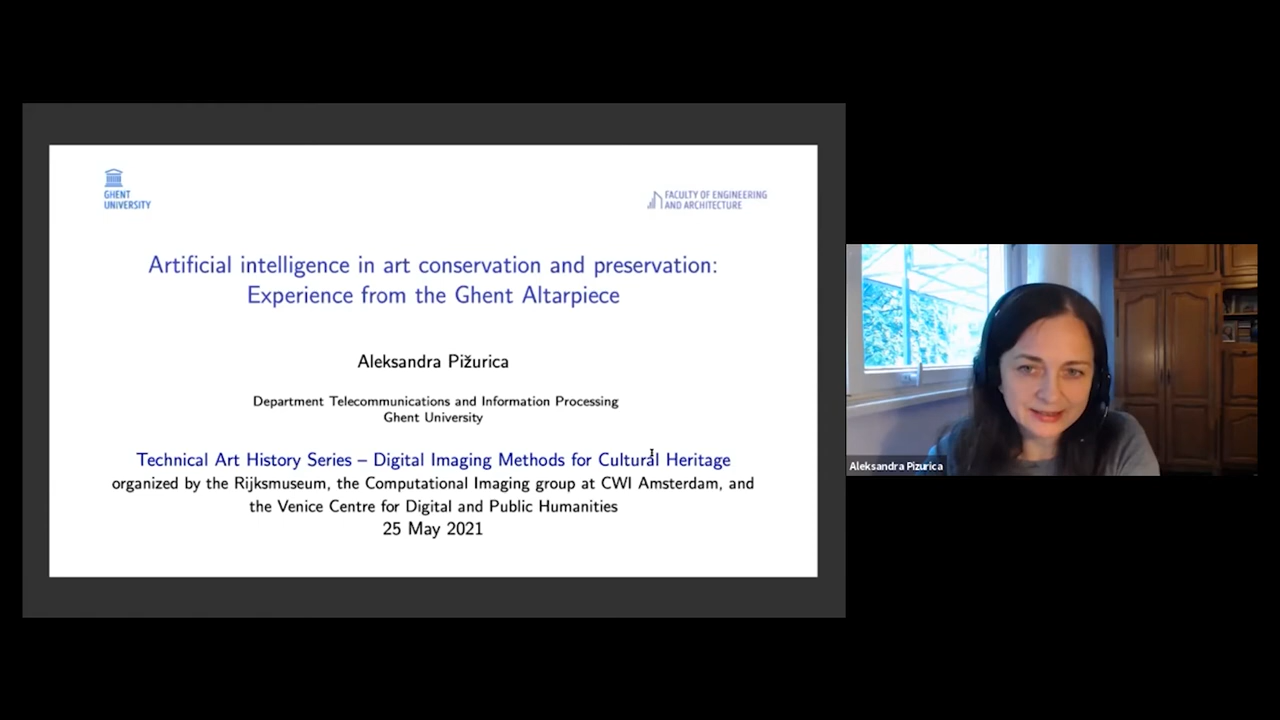 GHENT
UNIVERSITY
FACULTY OF ENGINEERING
AND ARCHITECTURE
Artificial intelligence in art conservation and preservation:
Experience from the Ghent Altarpiece
Aleksandra Pižurica
Department Telecommunications and Information Processing
Ghent University
Technical Art History Series – Digital Imaging Methods for Cultural Heritage
organized by the Rijksmuseum, the Computational Imaging group at CWI Amsterdam, and
the Venice Centre for Digital and Public Humanities
25 May 2021
Aleksandra Pizurica